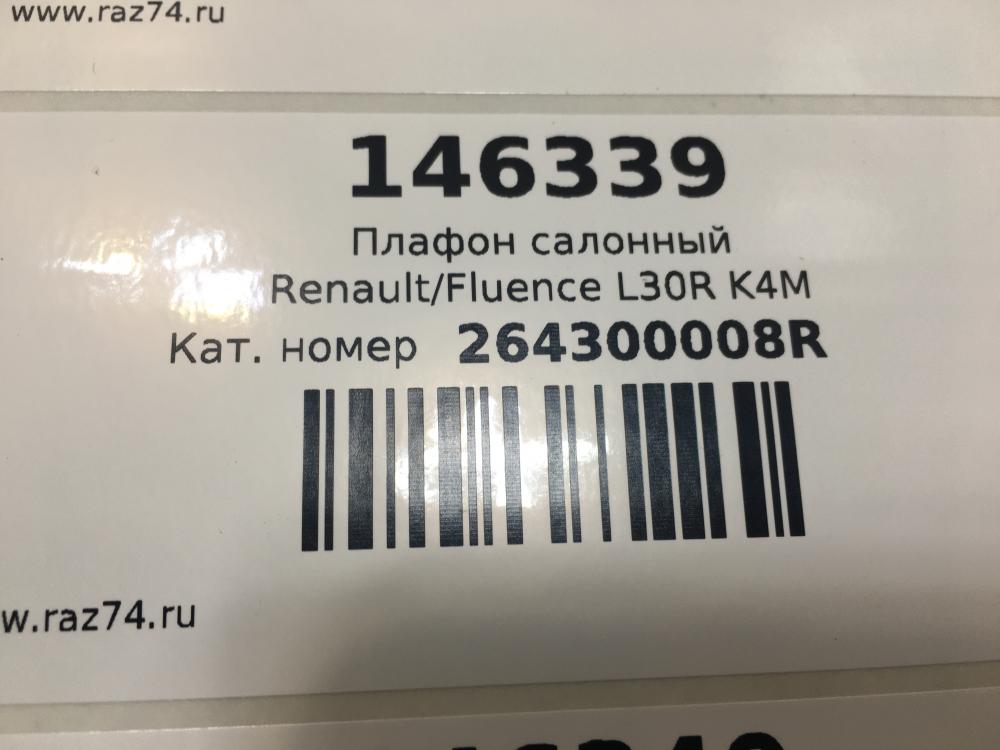 www.raz74.ru
146339
Плафон салонный
Renault/Fluence L30R K4M
Кат. номер 264300008R
w.raz74.ru